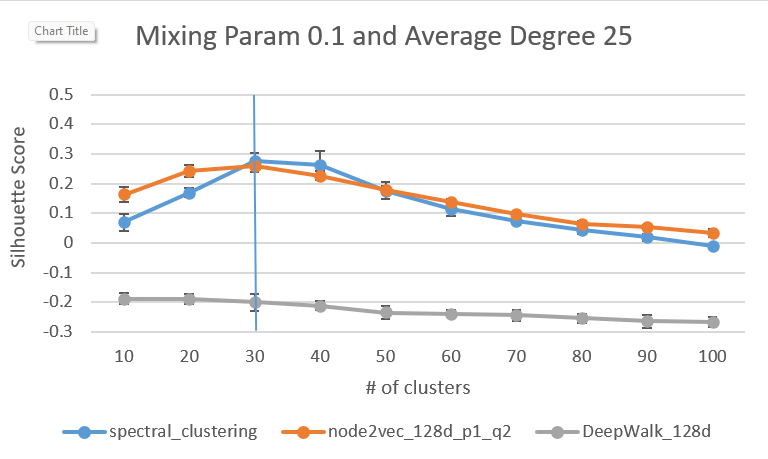 Chart Title
Mixing Param 0.1 and Average Degree 25
Silhouette Score
0.5
0.4
0.3
0.2
0.1
0
-0.1
-0.2
-0.3
10 20 30 40 50 60 70 80 90 100
# of clusters
spectral_clustering node2vec_128d_p1_q2 DeepWalk_128d